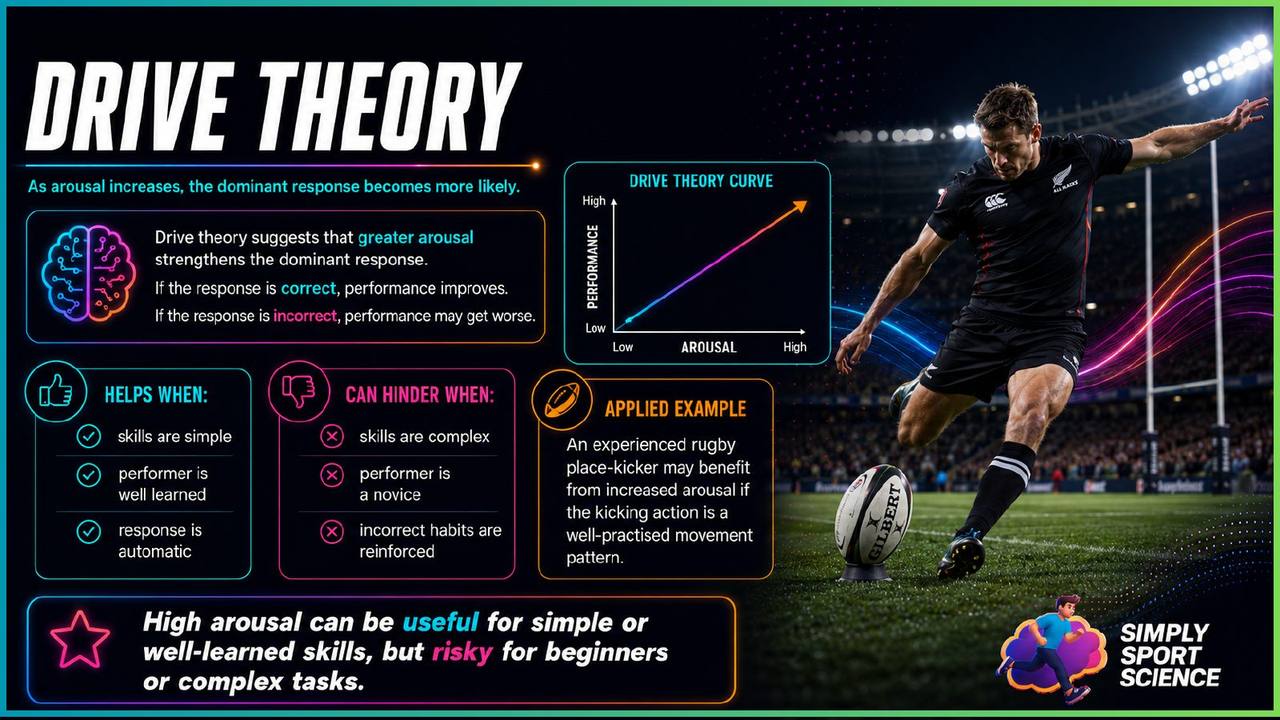 DRIVE THEORY
As arousal increases, the dominant response becomes more likely.
Drive theory suggests that greater arousal
strengthens the dominant response.
If the response is correct, performance improves.
If the response is incorrect, performance may get worse.
DRIVE THEORY CURVE
High
PERFORMANCE
Low
Low
AROUSAL
High
HELPS WHEN:
skills are simple
performer is
well learned
response is
automatic
CAN HINDER WHEN:
skills are complex
performer is
a novice
incorrect habits are
reinforced
APPLIED EXAMPLE
An experienced rugby
place-kicker may benefit
from increased arousal if
the kicking action is a
well-practised movement
pattern.
High arousal can be useful for simple or
well-learned skills, but risky for beginners
or complex tasks.
ALL BLACKS
GILBERT
SIMPLY
SPORT
SCIENCE